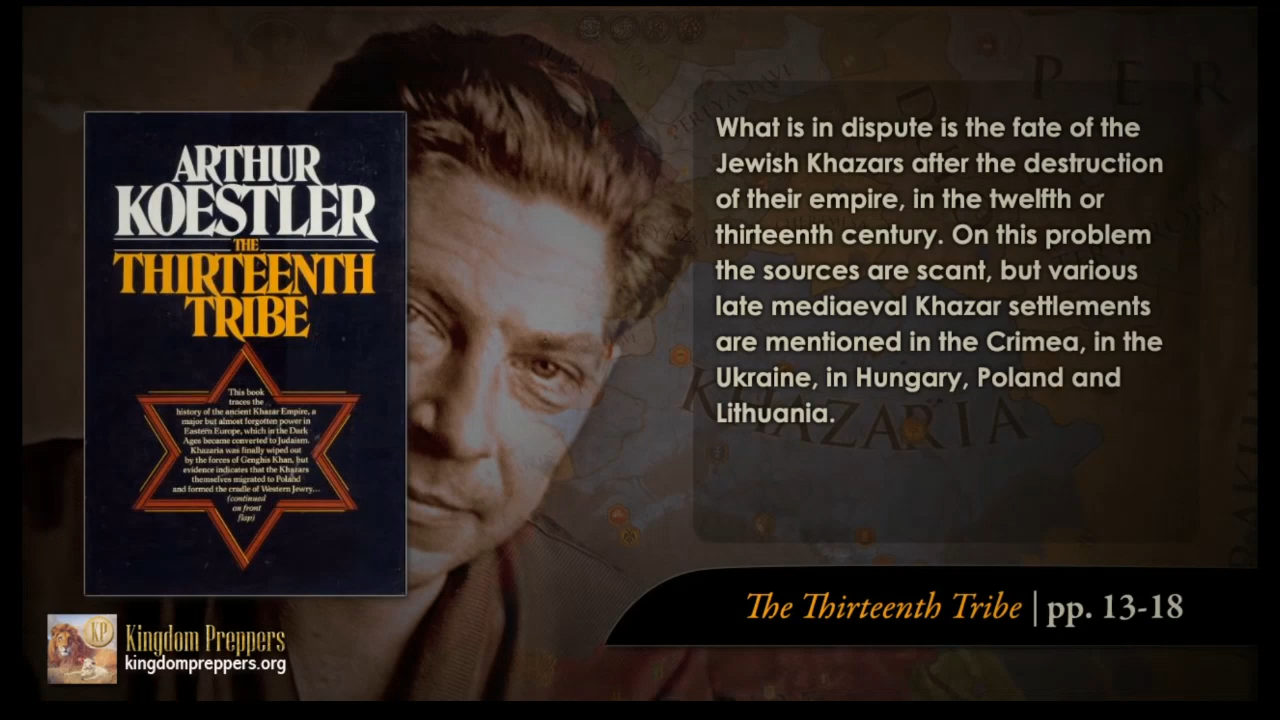 ARTHUR
KOESTLER
THE
THIRTEENTH
TRIBE
This book
traces the
history of the ancient Khazar Empire, a
major but almost forgotten power in
Eastern Europe, which in the Dark
Ages became converted to Judaism.
Khazaria was finally wiped out
by the forces of Genghis Khan, but
evidence indicates that the Khazars
themselves migrated to Poland
and formed the cradle of Western Jewry...
(continued
on front
flap)
What is in dispute is the fate of the
Jewish Khazars after the destruction
of their empire, in the twelfth or
thirteenth century. On this problem
the sources are scant, but various
late mediaeval Khazar settlements
are mentioned in the Crimea, in the
Ukraine, in Hungary, Poland and
Lithuania.
KHAZARIA
PER
The Thirteenth Tribe | pp. 13-18
KP
Kingdom Preppers
kingdompreppers.org